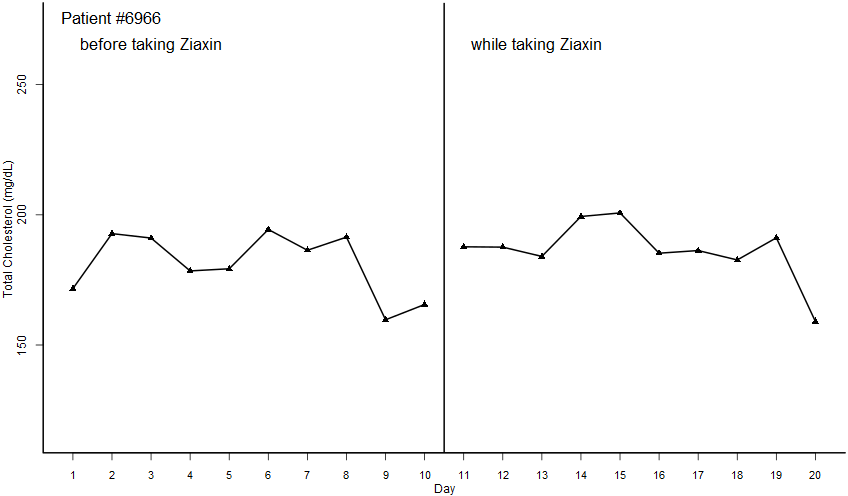 Patient #6966
before taking Ziaxin
while taking Ziaxin
Total Cholesterol (mg/dL)
250
200
150
1 2 3 4 5 6 7 8 9 10 11 12 13 14 15 16 17 18 19 20
Day